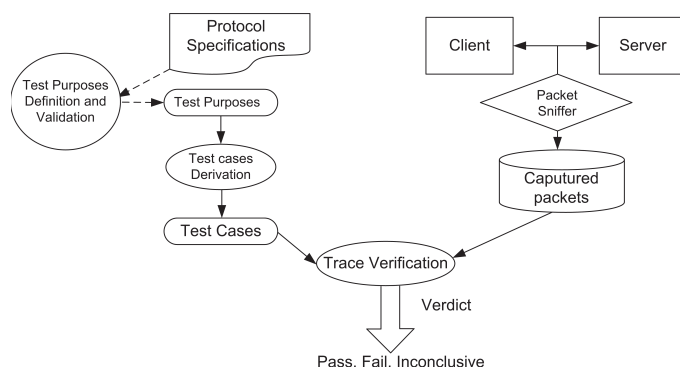 Protocol
Specifications
Client
Server
Test Purposes
Definition and
Validation
Test Purposes
Packet
Sniffer
Test cases
Derivation
Caputured
packets
Test Cases
Trace Verification
Verdict
Pass, Fail, Inconclusive